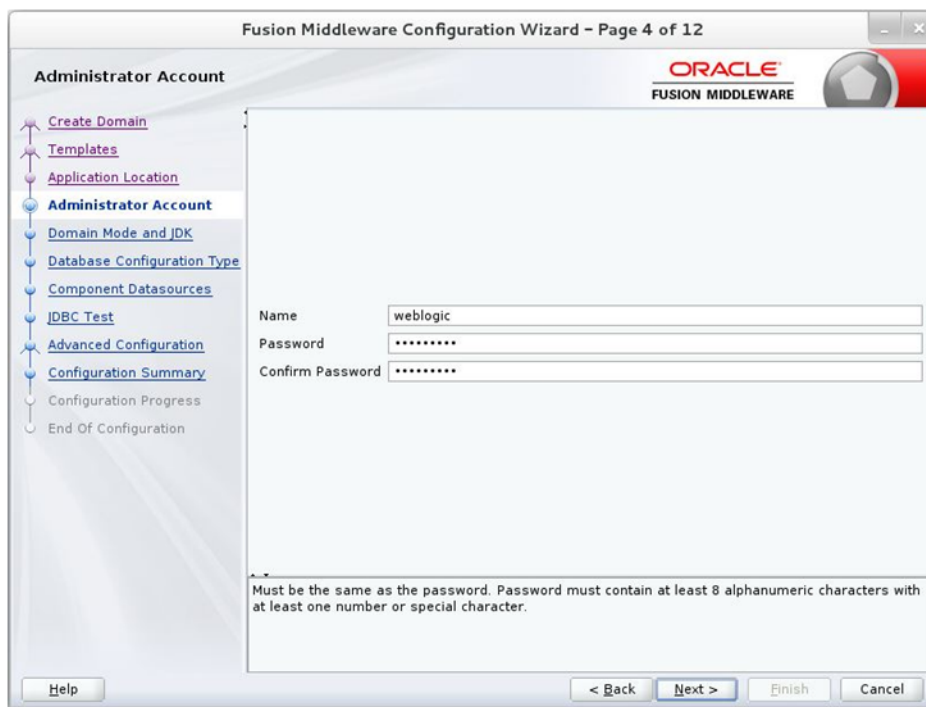 Fusion Middleware Configuration Wizard – Page 4 of 12
Administrator Account
ORACLE
FUSION MIDDLEWARE
Create Domain
Templates
Application Location
Administrator Account
Domain Mode and JDK
Database Configuration Type
Component Datasources
JDBC Test
Advanced Configuration
Configuration Summary
Configuration Progress
End Of Configuration
Name weblogic
Password •••••••••
Confirm Password •••••••••
Must be the same as the password. Password must contain at least 8 alphanumeric characters with
at least one number or special character.
Help < Back Next > Finish Cancel